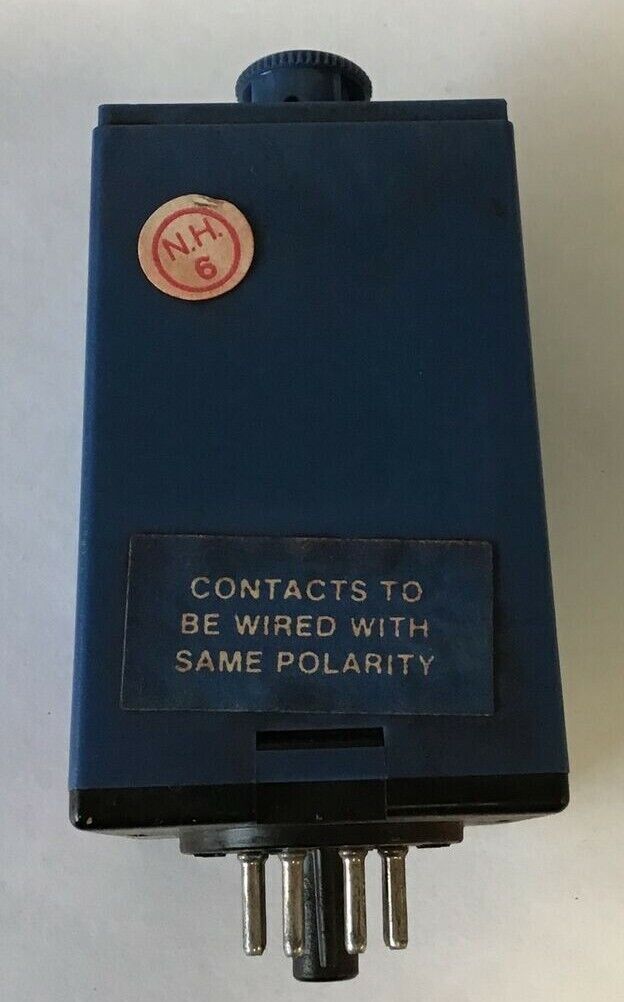 N.H.
6
CONTACTS TO
BE WIRED WITH
SAME POLARITY